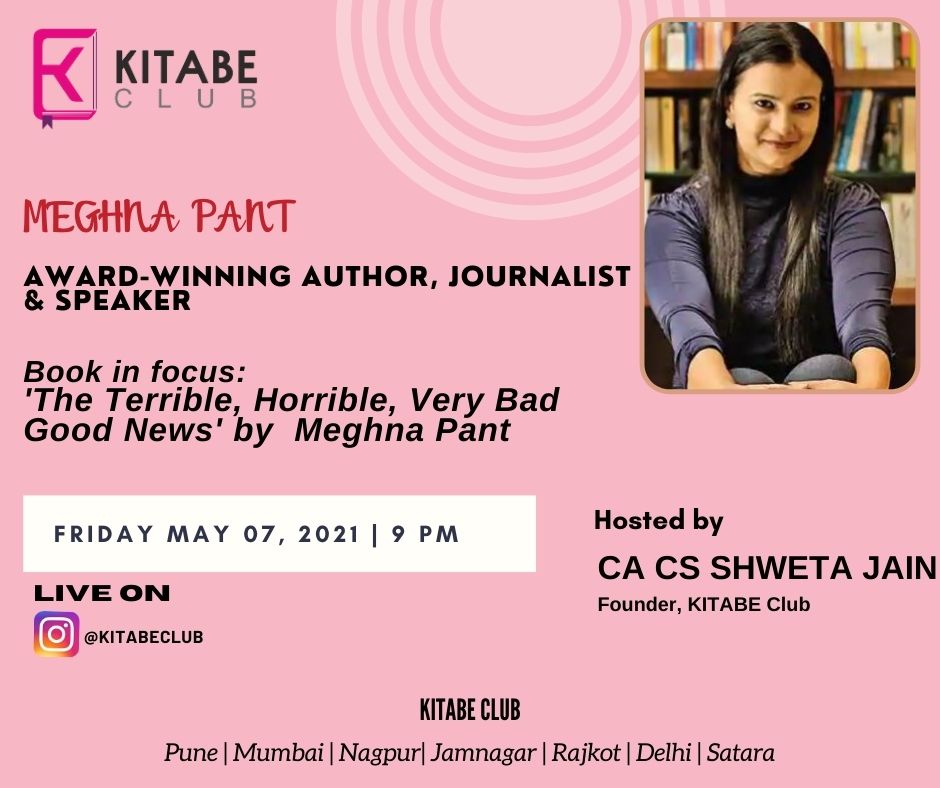 KITABE
CLUB
MEGHNA PANT
AWARD-WINNING AUTHOR, JOURNALIST
& SPEAKER
Book in focus:
'The Terrible, Horrible, Very Bad
Good News' by Meghna Pant
FRIDAY MAY 07, 2021 | 9 PM
LIVE ON
@KITABECLUB
Hosted by
CA CS SHWETA JAIN
Founder, KITABE Club
KITABE CLUB
Pune | Mumbai | Nagpur| Jamnagar | Rajkot | Delhi | Satara